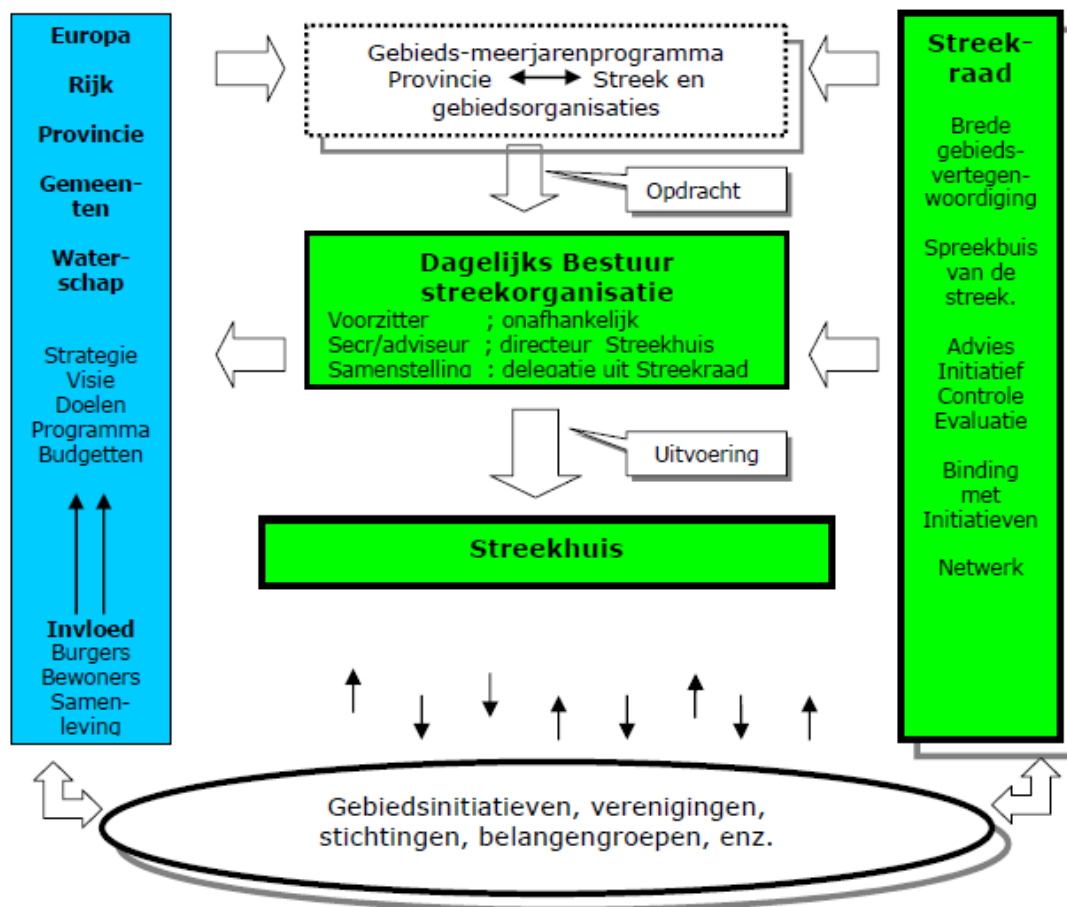 Europa
Rijk
Provincie
Gemeen-
ten
Water-
schap
Strategie
Visie
Doelen
Programma
Budgetten
Invloed
Burgers
Bewoners
Samen-
leving
Gebieds-meerjarenprogramma
Provincie Streek en
gebiedsorganisaties
Opdracht
Dagelijks Bestuur
streekorganisatie
Voorzitter ; onafhankelijk
Secr/adviseur ; directeur Streekhuis
Samenstelling ; delegatie uit Streekraad
Uitvoering
Streekhuis
Streek-
raad
Brede
gebieds-
vertegen-
woordiging
Spreekbuis
van de
streek.
Advies
Initiatief
Controle
Evaluatie
Binding
met
Initiatieven
Netwerk
Gebiedsinitiatieven, verenigingen,
stichtingen, belangengroepen, enz.